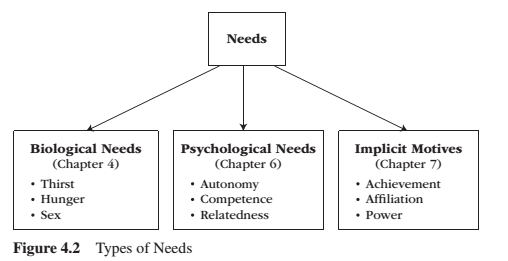 Needs
Biological Needs
(Chapter 4)
• Thirst
• Hunger
• Sex
Psychological Needs
(Chapter 6)
• Autonomy
• Competence
• Relatedness
Implicit Motives
(Chapter 7)
• Achievement
• Affiliation
• Power
Figure 4.2 Types of Needs